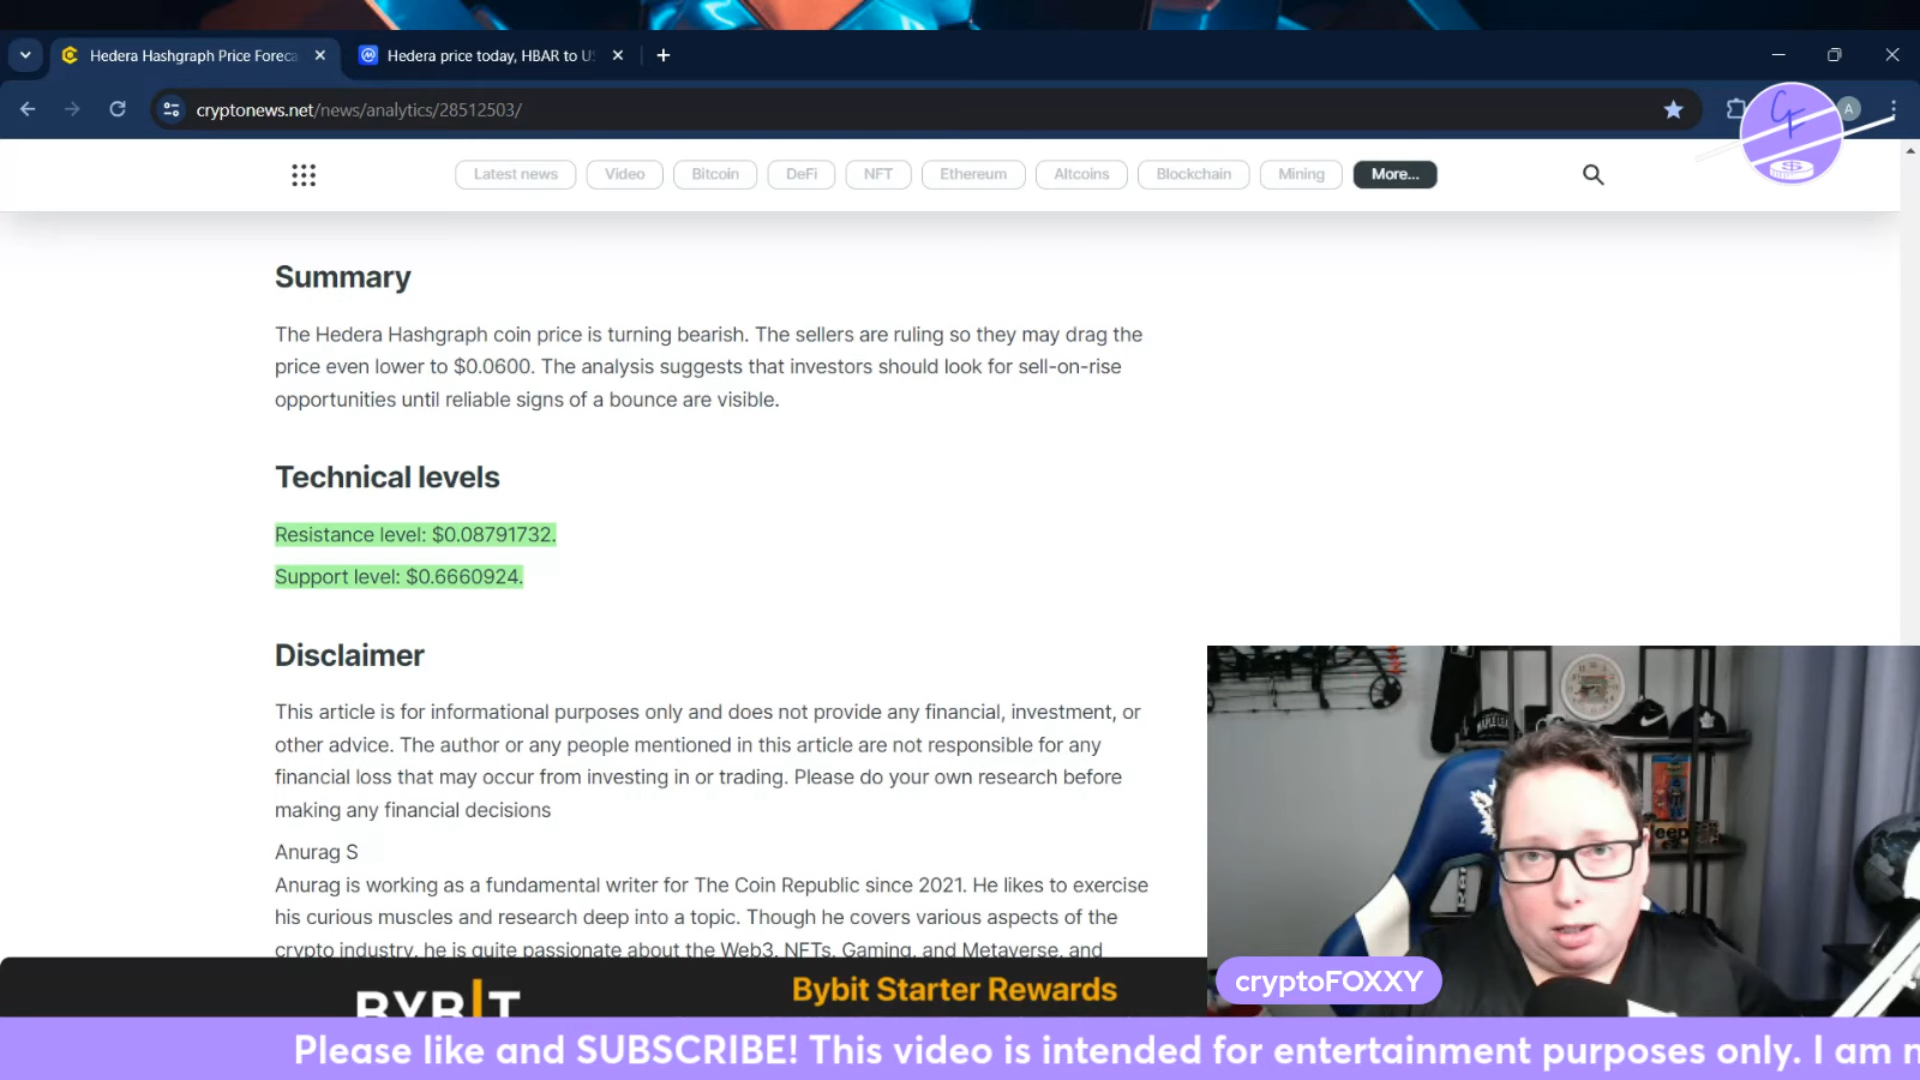 Hedera Hashgraph Price Foreca
Hedera price today, HBAR to U
cryptonews.net/news/analytics/28512503/
A
Latest news
Video
Bitcoin
DeFi
NFT
Ethereum
Altcoins
Blockchain
Mining
More...
Summary
The Hedera Hashgraph coin price is turning bearish. The sellers are ruling so they may drag the
price even lower to $0.0600. The analysis suggests that investors should look for sell-on-rise
opportunities until reliable signs of a bounce are visible.
Technical levels
Resistance level: $0.08791732.
Support level: $0.6660924.
Disclaimer
This article is for informational purposes only and does not provide any financial, investment, or
other advice. The author or any people mentioned in this article are not responsible for any
financial loss that may occur from investing in or trading. Please do your own research before
making any financial decisions
Anurag S
Anurag is working as a fundamental writer for The Coin Republic since 2021. He likes to exercise
his curious muscles and research deep into a topic. Though he covers various aspects of the
crypto industry, he is quite passionate about the Web3, NFTs, Gaming, and Metaverse, and
BYBIT
Bybit Starter Rewards
cryptoFOXXY
Please like and SUBSCRIBE! This video is intended for entertainment purposes only. I am n